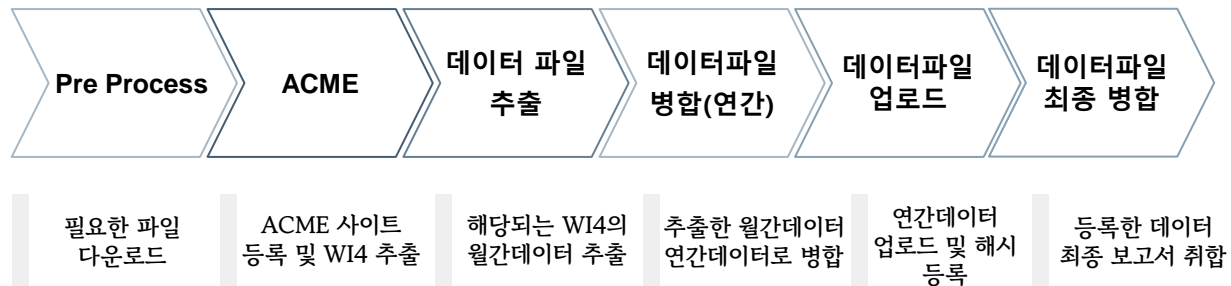 Pre Process
ACME
데이터 파일
추출
데이터파일
병합(연간)
데이터파일
업로드
데이터파일
최종 병합
필요한 파일
다운로드
ACME 사이트
등록 및 WI4 추출
해당되는 WI4의
월간데이터 추출
추출한 월간데이터
연간데이터로 병합
연간데이터
업로드 및 해시
등록
등록한 데이터
최종 보고서 취합